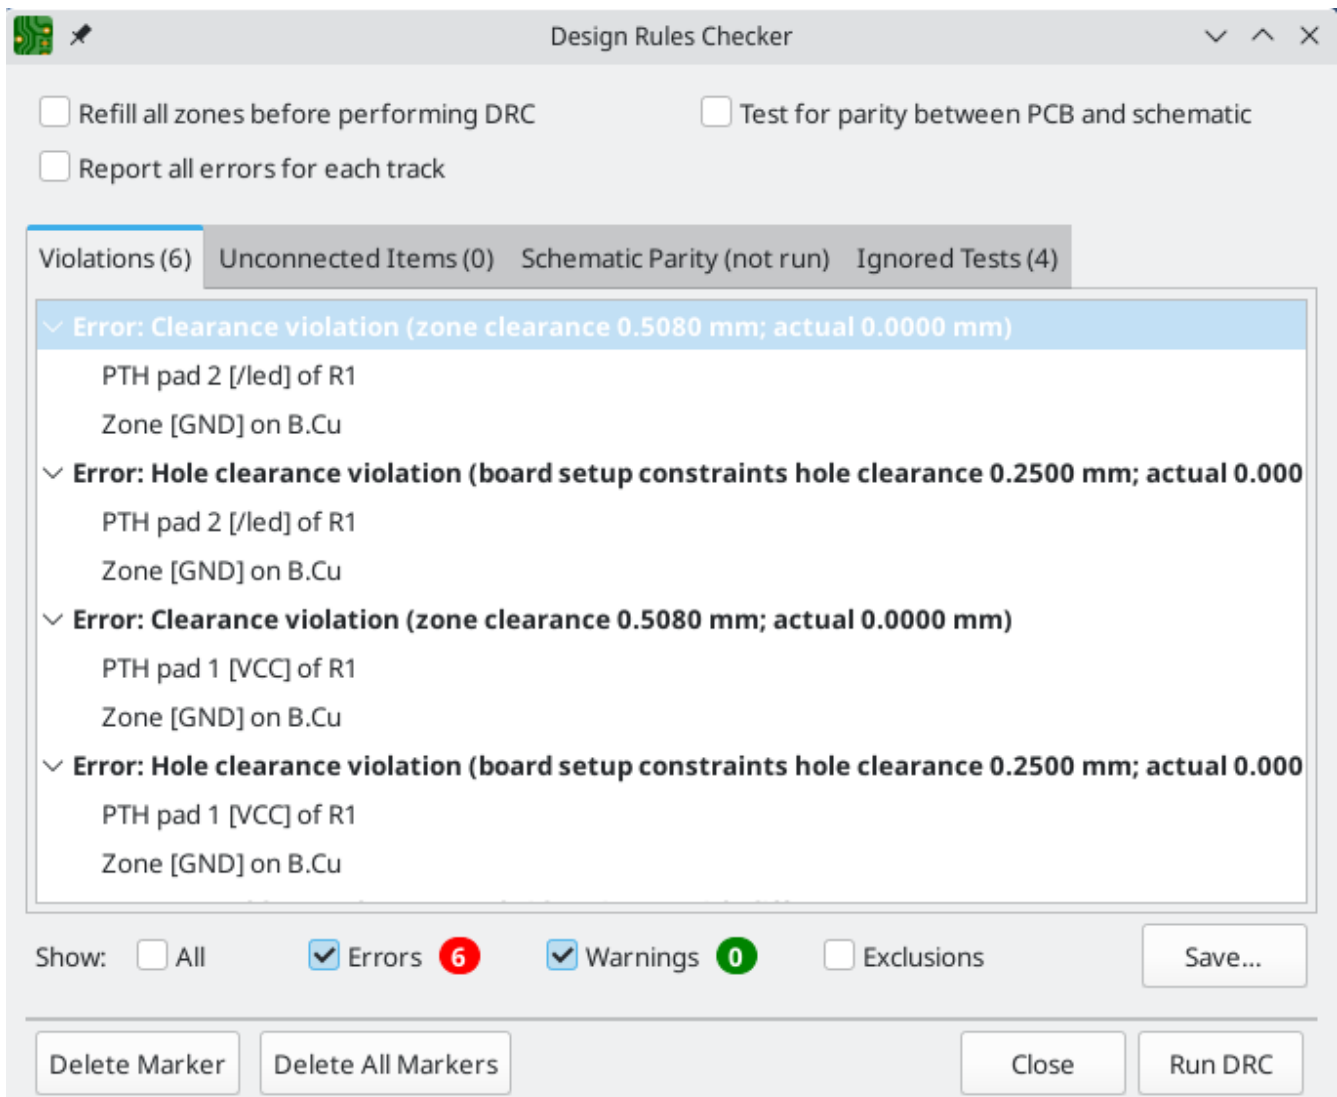 Design Rules Checker
Refill all zones before performing DRC
Test for parity between PCB and schematic
Report all errors for each track
Violations (6) Unconnected Items (0) Schematic Parity (not run) Ignored Tests (4)
Error: Clearance violation (zone clearance 0.5080 mm; actual 0.0000 mm)
PTH pad 2 [/led] of R1
Zone [GND] on B.Cu
Error: Hole clearance violation (board setup constraints hole clearance 0.2500 mm; actual 0.000
PTH pad 2 [/led] of R1
Zone [GND] on B.Cu
Error: Clearance violation (zone clearance 0.5080 mm; actual 0.0000 mm)
PTH pad 1 [VCC] of R1
Zone [GND] on B.Cu
Error: Hole clearance violation (board setup constraints hole clearance 0.2500 mm; actual 0.000
PTH pad 1 [VCC] of R1
Zone [GND] on B.Cu
Show: All Errors 6 Warnings 0 Exclusions Save...
Delete Marker Delete All Markers Close Run DRC